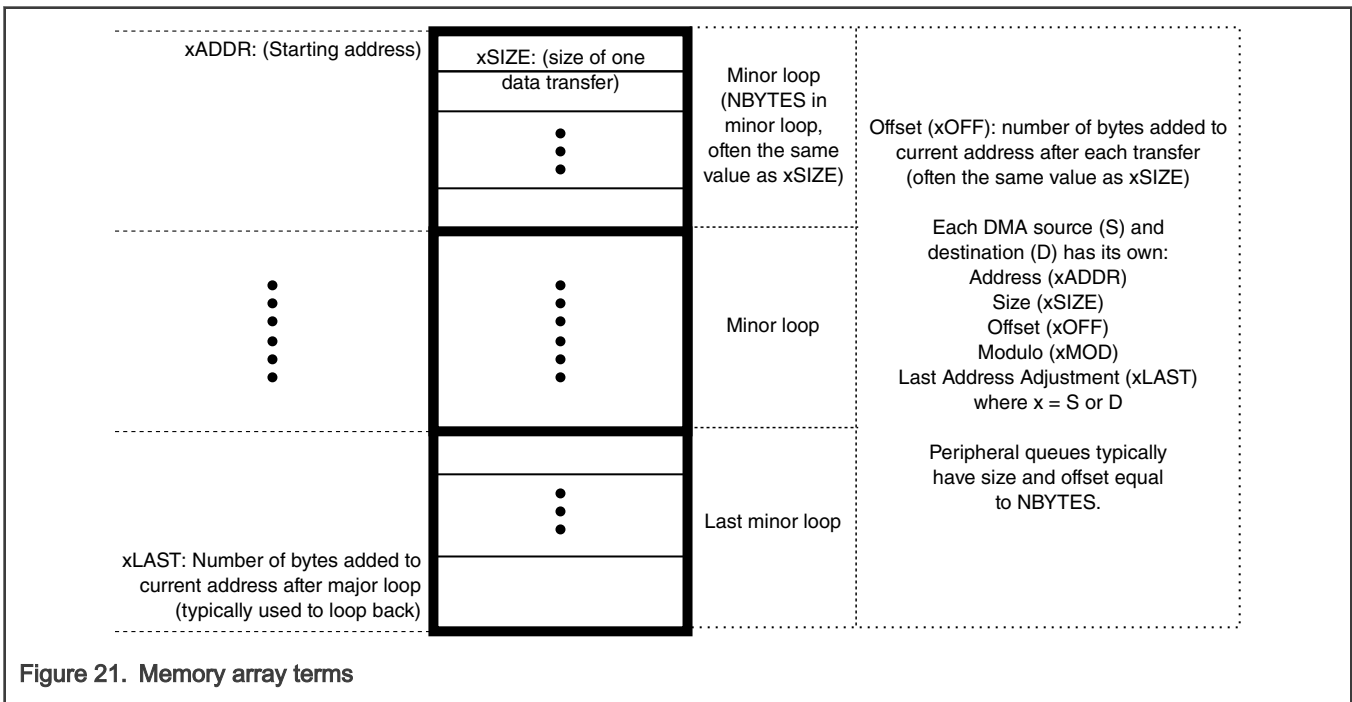 xADDR: (Starting address)
xSIZE: (size of one
data transfer)
Minor loop
(NBYTES in
minor loop,
often the same
value as xSIZE)
Offset (xOFF): number of bytes added to
current address after each transfer
(often the same value as xSIZE)
Each DMA source (S) and
destination (D) has its own:
Address (xADDR)
Size (xSIZE)
Offset (xOFF)
Modulo (xMOD)
Last Address Adjustment (xLAST)
where x = S or D
Peripheral queues typically
have size and offset equal
to NBYTES.
Minor loop
Last minor loop
xLAST: Number of bytes added to
current address after major loop
(typically used to loop back)
Figure 21. Memory array terms